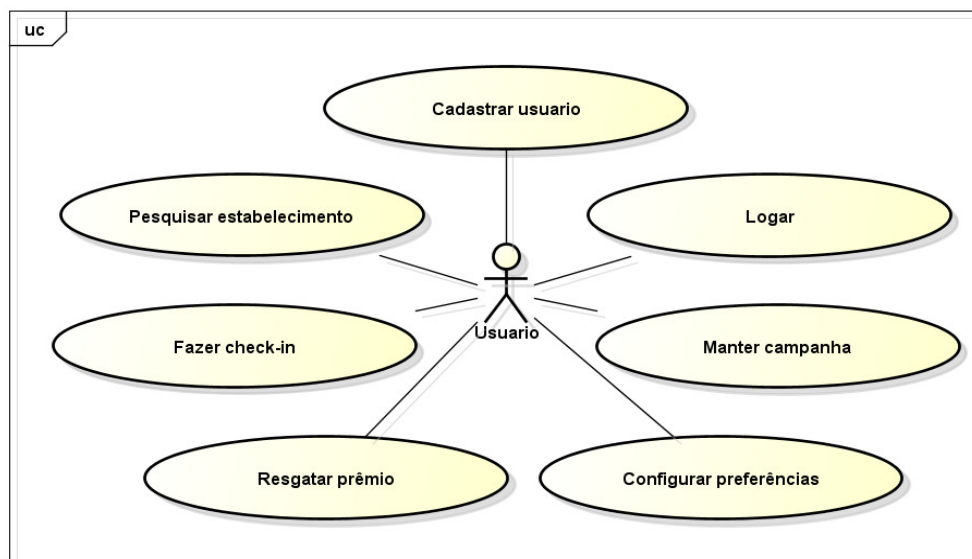 uc
Cadastrar usuario
Pesquisar estabelecimento
Logar
Usuario
Fazer check-in
Manter campanha
Resgatar prêmio
Configurar preferências